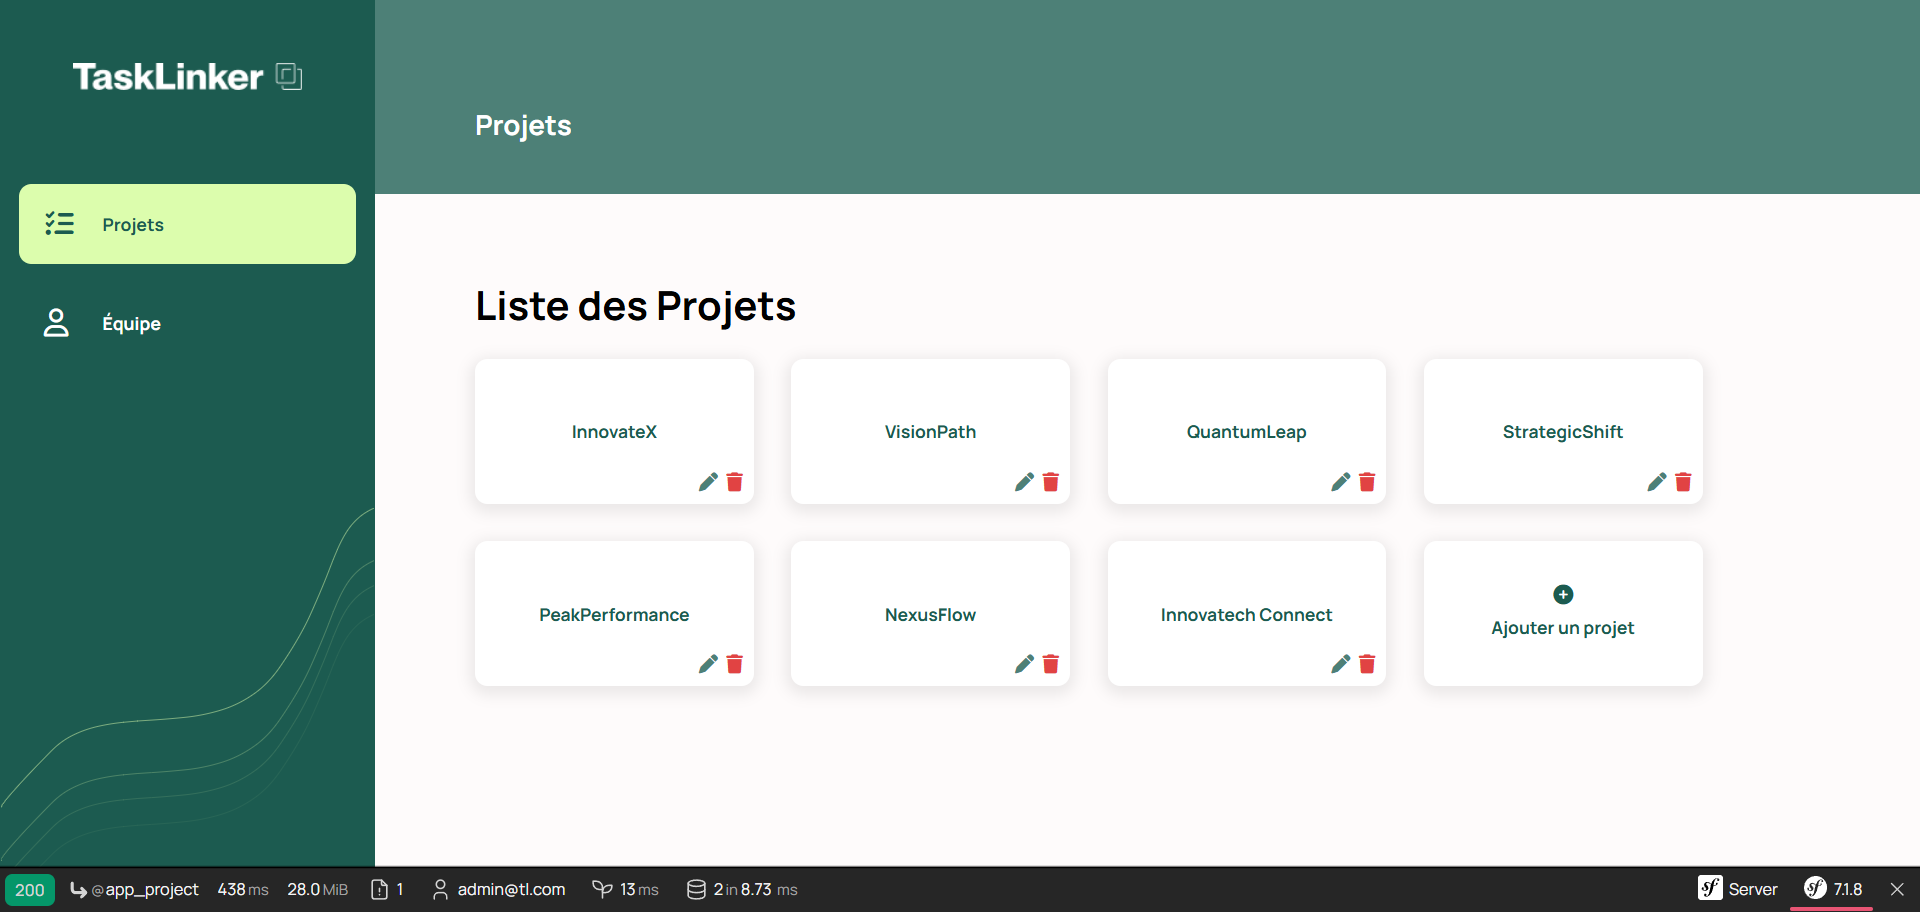 TaskLinker
Projets
Équipe
Projets
Liste des Projets
InnovateX
VisionPath
QuantumLeap
StrategicShift
PeakPerformance
NexusFlow
Innovatech Connect
Ajouter un projet
200 @app_project 438 ms 28.0 MiB 1 admin@tl.com 13 ms 2 in 8.73 ms sf Server sf 7.1.8